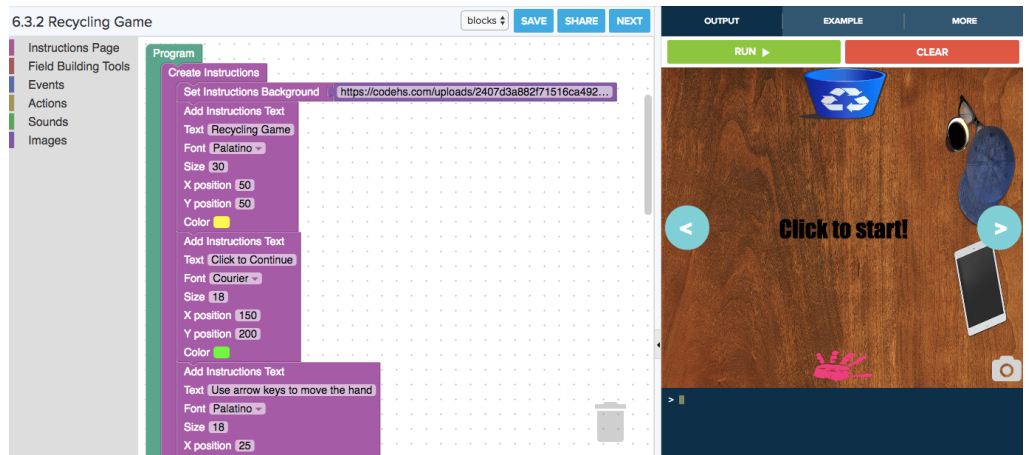 6.3.2 Recycling Game
blocks
SAVE
SHARE
NEXT
OUTPUT
EXAMPLE
MORE
RUN
CLEAR
Instructions Page
Field Building Tools
Events
Actions
Sounds
Images
Program
Create Instructions
Set Instructions Background https://codehs.com/uploads/2407d3a882f71516ca492...
Add Instructions Text
Text Recycling Game
Font Palatino
Size 30
X position 50
Y position 50
Color
Add Instructions Text
Text Click to Continue
Font Courier
Size 18
X position 150
Y position 200
Color
Add Instructions Text
Text Use arrow keys to move the hand
Font Palatino
Size 18
X position 25
< Click to start! >
>